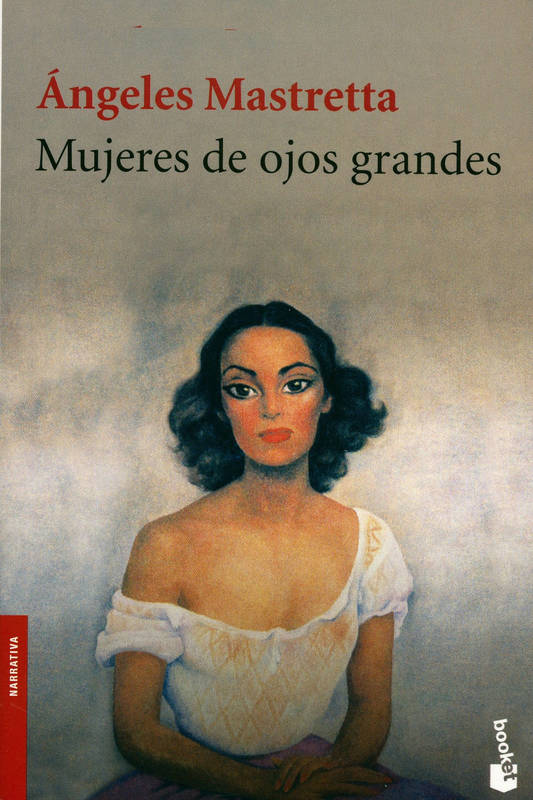 Ángeles Mastretta
Mujeres de ojos grandes
NARRATIVA
booket